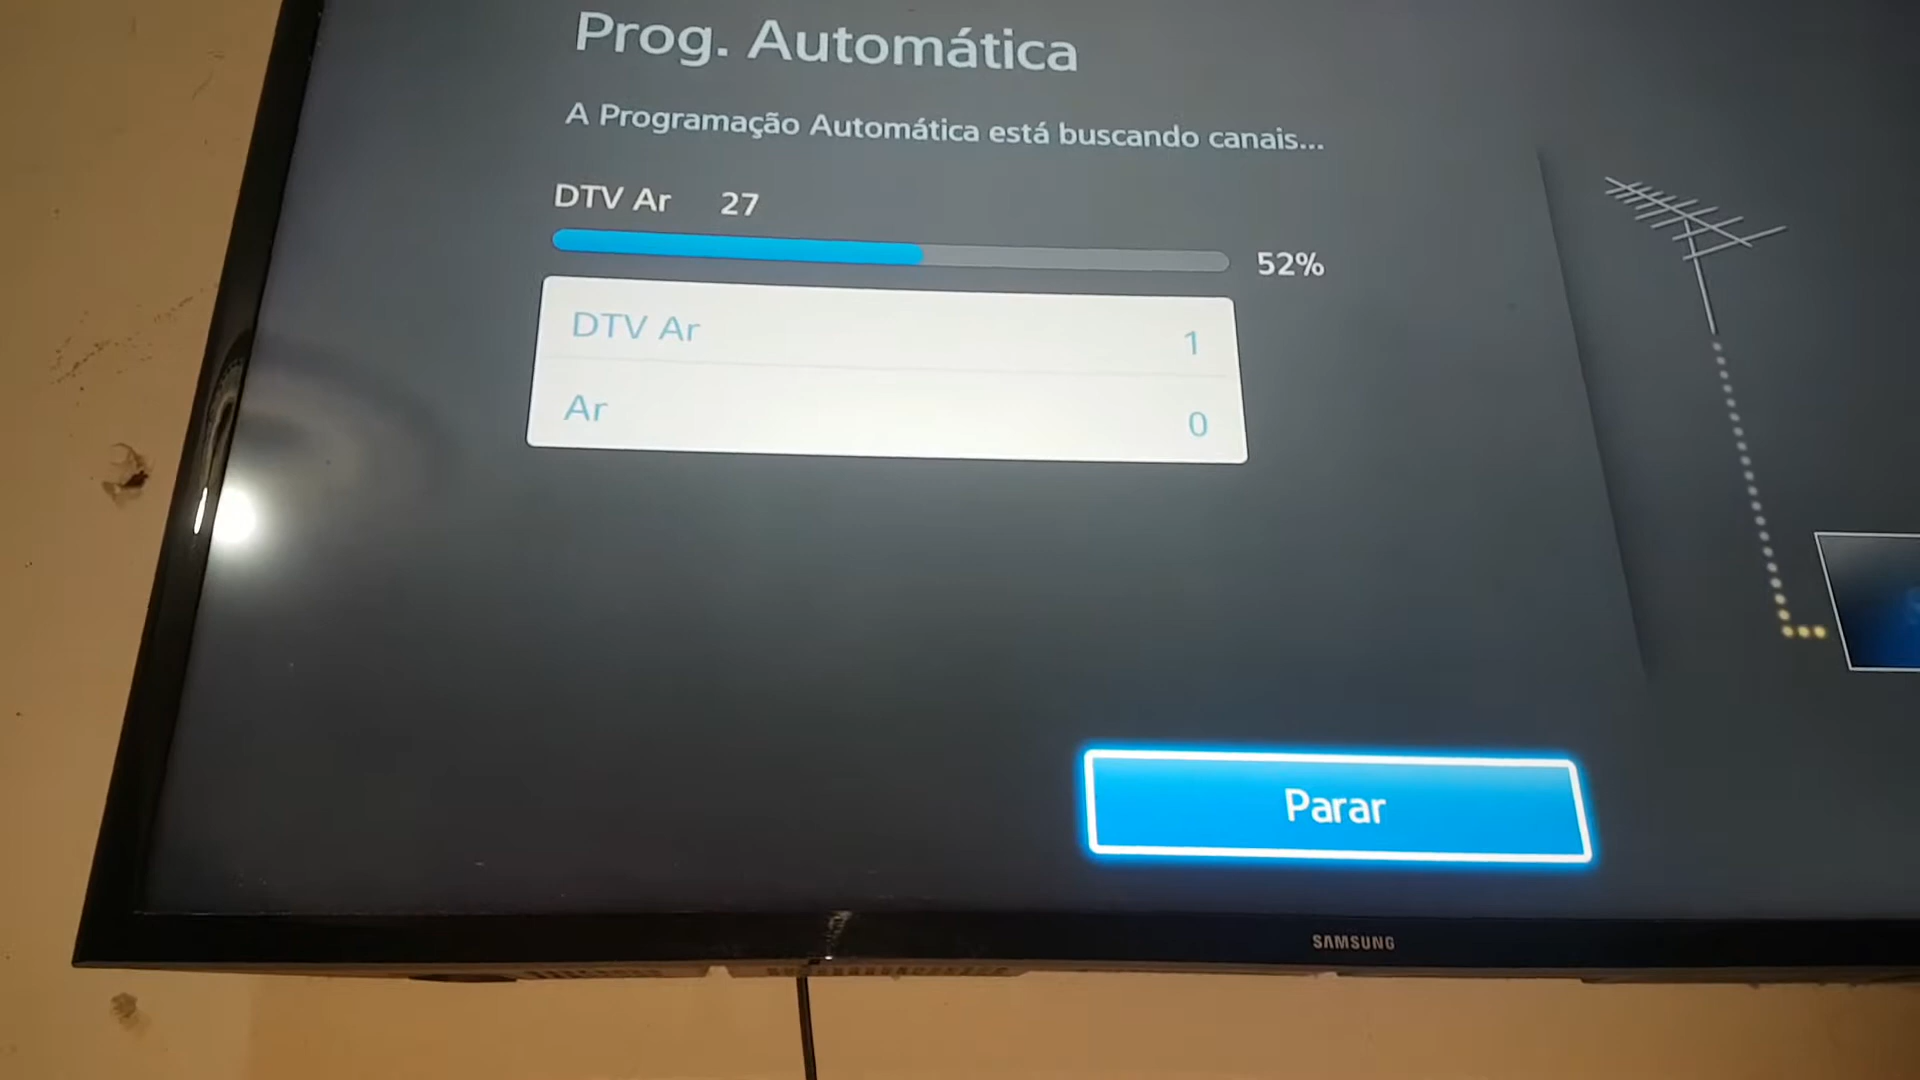 Prog. Automática
A Programação Automática está buscando canais...
DTV Ar 27
52%
DTV Ar 1
Ar 0
Parar
SAMSUNG